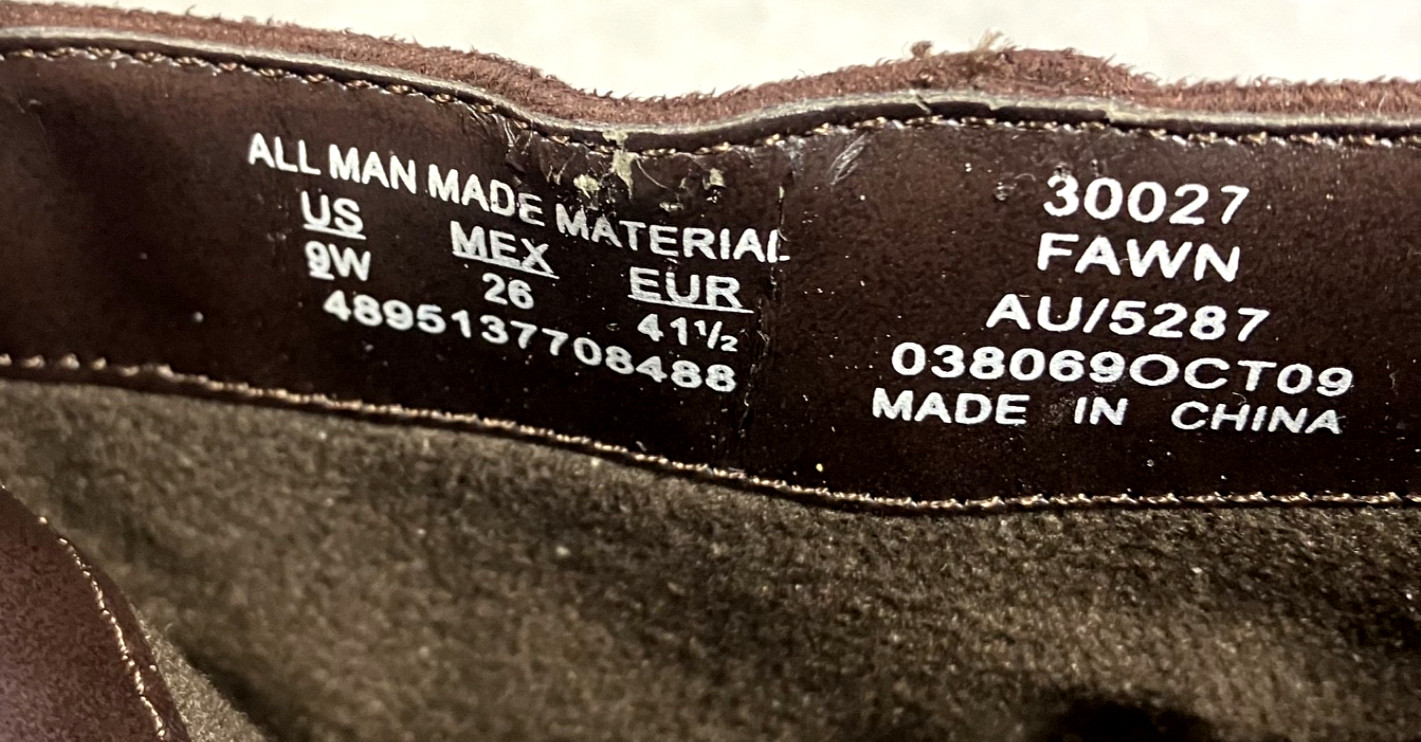 ALL MAN MADE MATERIAL
US MEX EUR
9W 26 41½
4895137708488
30027
FAWN
AU/5287
038069OCT09
MADE IN CHINA